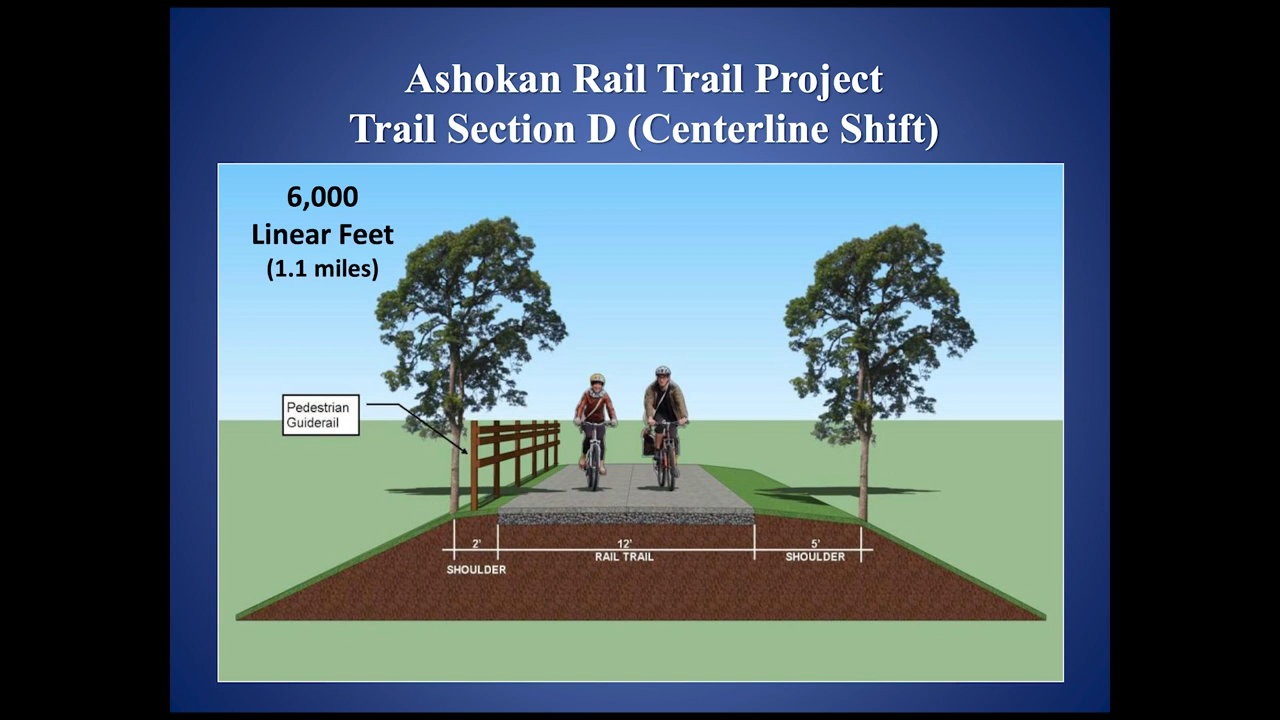 Ashokan Rail Trail Project
Trail Section D (Centerline Shift)
6,000
Linear Feet
(1.1 miles)
Pedestrian
Guiderail
2'
12'
5'
SHOULDER
RAIL TRAIL
SHOULDER